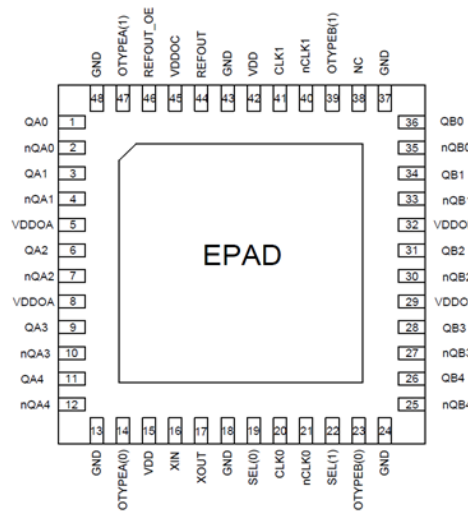 GND
OTYPEA(1)
REFOUT_OE
VDDOC
REFOUT
GND
VDD
CLK1
nCLK1
OTYPEB(1)
NC
GND
48 47 46 45 44 43 42 41 40 39 38 37
QA0 1
nQA0 2
QA1 3
nQA1 4
VDDOA 5
QA2 6
nQA2 7
VDDOA 8
QA3 9
nQA3 10
QA4 11
nQA4 12
EPAD
36 QB0
35 nQB0
34 QB1
33 nQB1
32
31 QB2
30 nQB2
29
28 QB3
27 nQB3
26 QB4
25 nQB4
13 14 15 16 17 18 19 20 21 22 23 24
GND
OTYPEA(0)
VDD
XIN
XOUT
GND
SEL(0)
CLK0
nCLK0
SEL(1)
OTYPEB(0)
GND